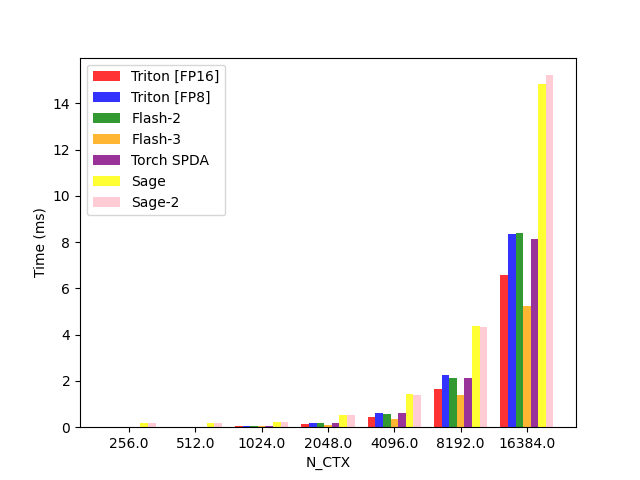 Triton [FP16]
Triton [FP8]
Flash-2
Flash-3
Torch SPDA
Sage
Sage-2
Time (ms)
14
12
10
8
6
4
2
0
256.0 512.0 1024.0 2048.0 4096.0 8192.0 16384.0
N_CTX